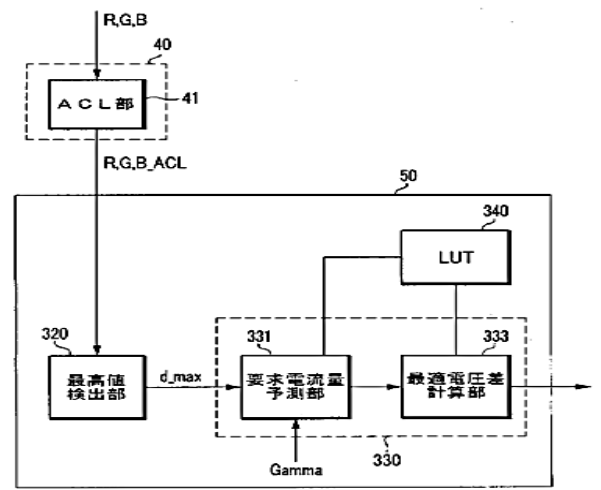 R,G,B
40
ACL部
41
R,G,B_ACL
50
340
LUT
320
331
333
最高値
検出部
d_max
要求電流量
予測部
最適電圧差
計算部
330
Gamma